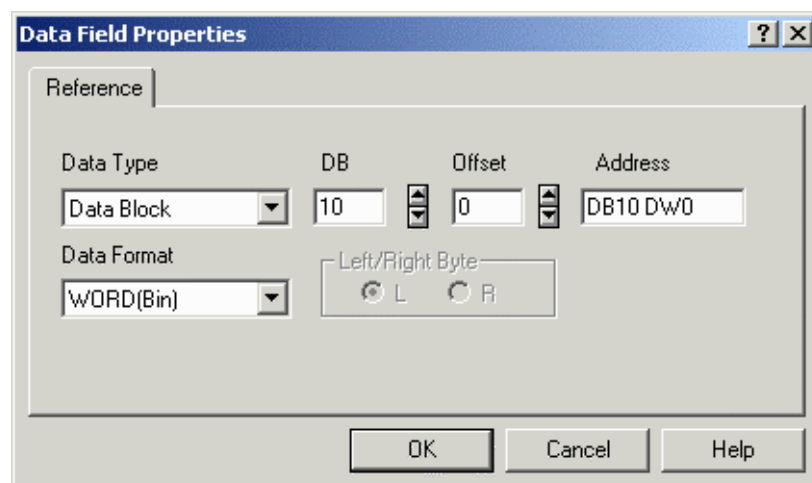 Data Field Properties
Reference
Data Type DB Offset Address
Data Block 10 0 DB10 DW0
Data Format Left/Right Byte
WORD(Bin) L R
OK Cancel Help